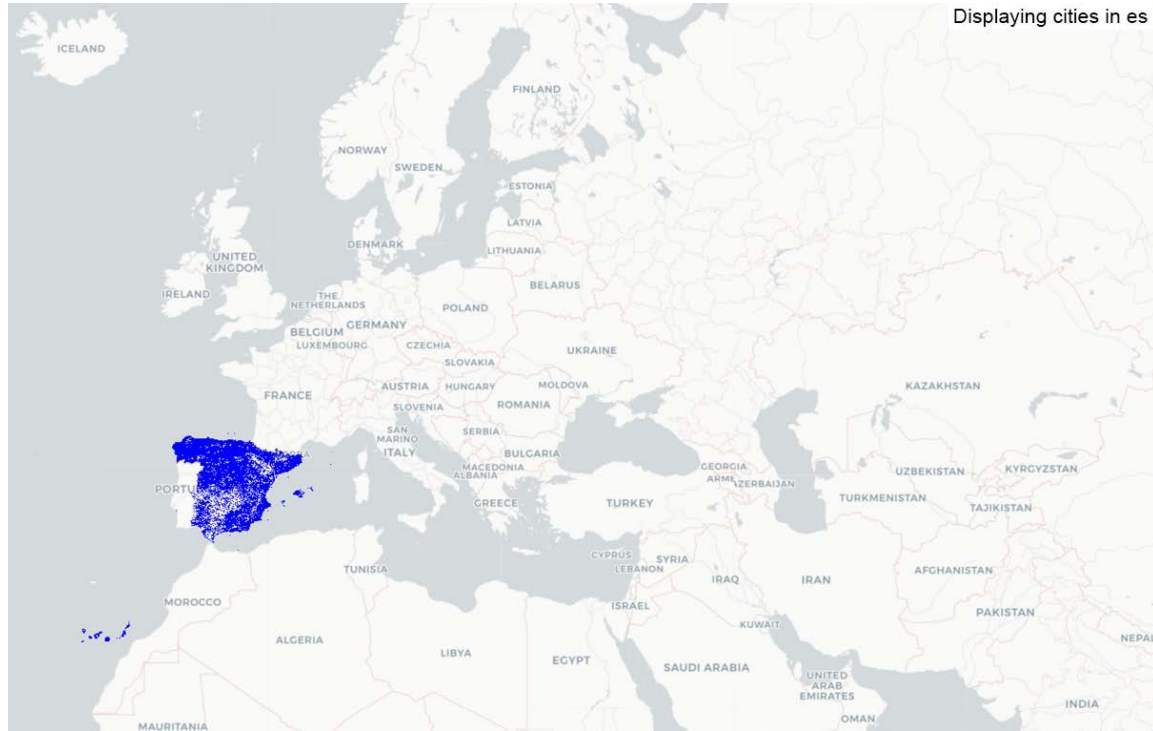 Displaying cities in es
ICELAND
FINLAND
NORWAY
SWEDEN
ESTONIA
LATVIA
DENMARK
LITHUANIA
UNITED
KINGDOM
IRELAND
BELARUS
THE
NETHERLANDS
POLAND
BELGIUM
GERMANY
LUXEMBOURG
CZECHIA
UKRAINE
SLOVAKIA
AUSTRIA
HUNGARY
MOLDOVA
KAZAKHSTAN
FRANCE
SLOVENIA
ROMANIA
SAN
MARINO
SERBIA
ITALY
BULGARIA
MACEDONIA
ALBANIA
GEORGIA
UZBEKISTAN
KYRGYZSTAN
ARME
AZERBAIJAN
PORTU
GREECE
TURKEY
TURKMENISTAN
TAJIKISTAN
CYPRUS
SYRIA
LEBANON
TUNISIA
IRAQ
IRAN
AFGHANISTAN
MOROCCO
ISRAEL
PAKISTAN
KUWAIT
ALGERIA
LIBYA
EGYPT
SAUDI ARABIA
NEPAL
UNITED
ARAB
EMIRATES
INDIA
OMAN
MAURITANIA